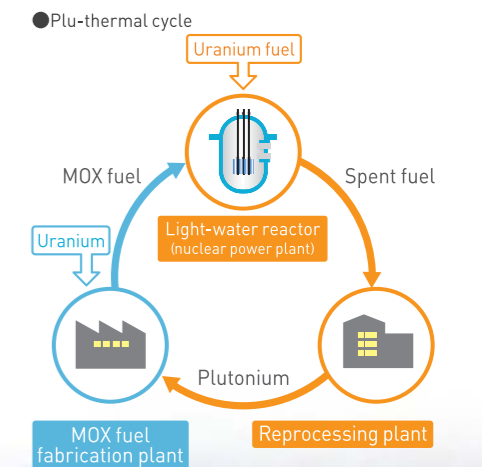 ●Plu-thermal cycle
Uranium fuel
MOX fuel
Spent fuel
Light-water reactor
(nuclear power plant)
Uranium
Plutonium
MOX fuel
fabrication plant
Reprocessing plant